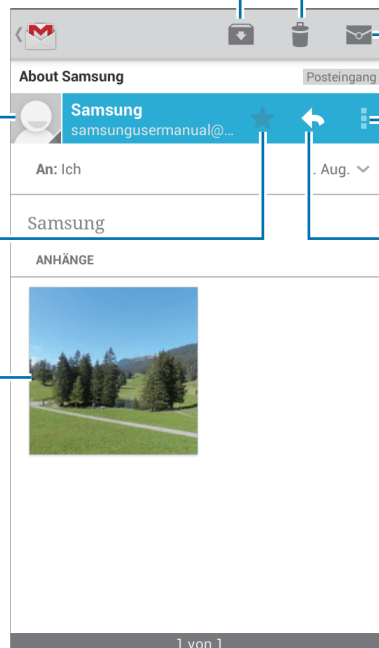 About Samsung
Posteingang
Samsung
samsungusermanual@...
An: Ich
. Aug.
Samsung
ANHÄNGE
1 von 1